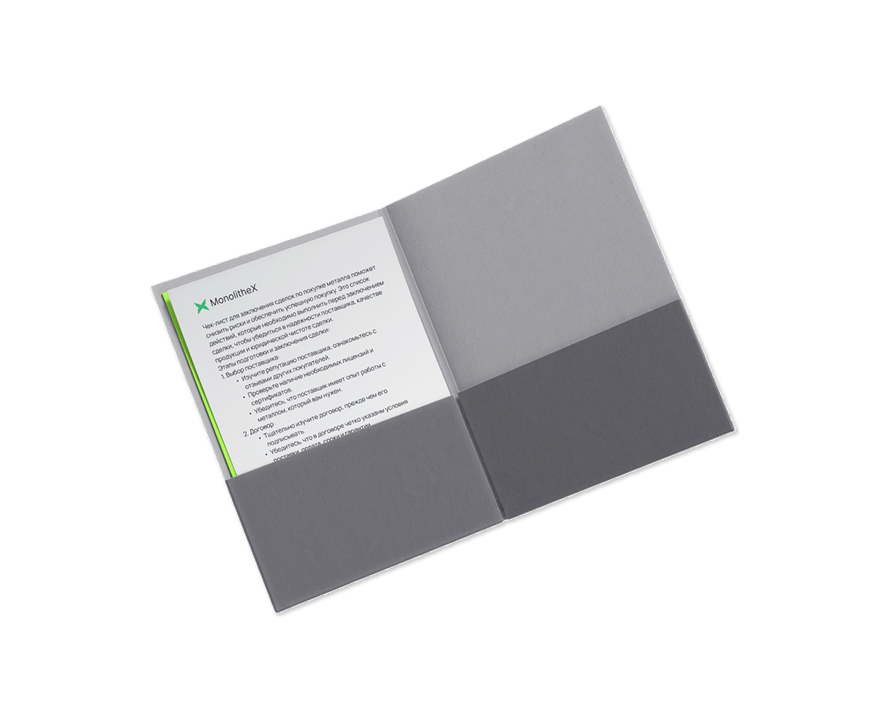 MonolitheX
Чек-лист для заключения сделок по покупке металла поможет
снизить риски и обеспечить успешную покупку. Это список
действий, которые необходимо выполнить перед заключением
сделки, чтобы убедиться в надежности поставщика, качестве
продукции и юридической чистоте сделки.
Этапы подготовки и заключения сделки:
1. Выбор поставщика:
• Изучите репутацию поставщика, ознакомьтесь с
отзывами других покупателей.
• Проверьте наличие необходимых лицензий и
сертификатов.
• Убедитесь, что поставщик имеет опыт работы с
металлом, который вам нужен.
2. Договор:
• Тщательно изучите договор, прежде чем его
подписывать.
• Убедитесь, что в договоре четко указаны условия
поставки, оплата, сроки и гарантии.